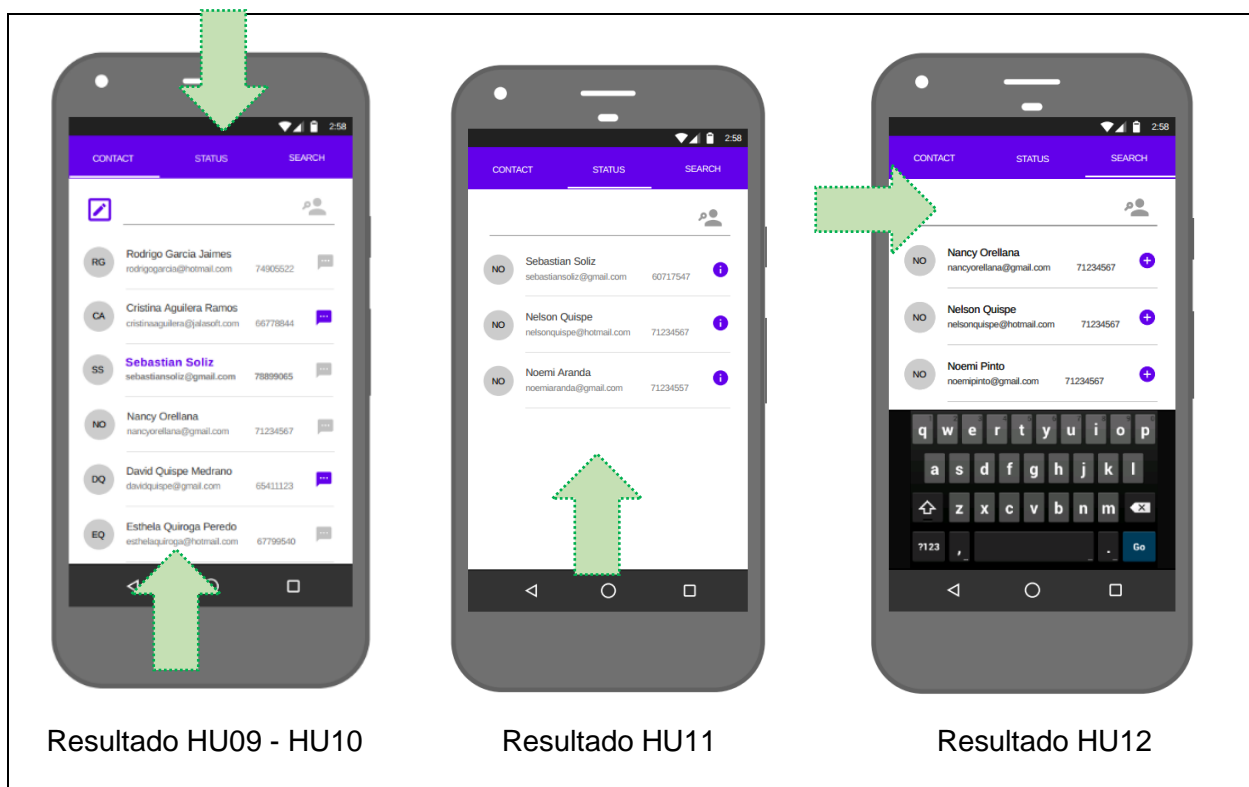 2:58
CONTACT STATUS SEARCH
RG
Rodrigo Garcia Jaimes
rodrigogarcia@hotmail.com 74905522
CA
Cristina Aguilera Ramos
cristinaaguilera@jalasoft.com 66778844
SS
Sebastian Soliz
sebastiansoliz@gmail.com 78899065
NO
Nancy Orellana
nancyorellana@gmail.com 71234567
DQ
David Quispe Medrano
davidquispe@gmail.com 65411123
EQ
Esthela Quiroga Peredo
esthelaquiroga@hotmail.com 67799540
Resultado HU09 - HU10
2:58
CONTACT STATUS SEARCH
NO
Sebastian Soliz
sebastiansoliz@gmail.com 60717547
NO
Nelson Quispe
nelsonquispe@hotmail.com 71234567
NO
Noemi Aranda
noemiaranda@gmail.com 71234557
Resultado HU11
2:58
CONTACT STATUS SEARCH
NO
Nancy Orellana
nancyorellana@gmail.com 71234567
NO
Nelson Quispe
nelsonquispe@hotmail.com 71234567
NO
Noemi Pinto
noemipinto@gmail.com 71234567
q w e r t y u i o p
a s d f g h j k l
z x c v b n m
?123 , . Go
Resultado HU12